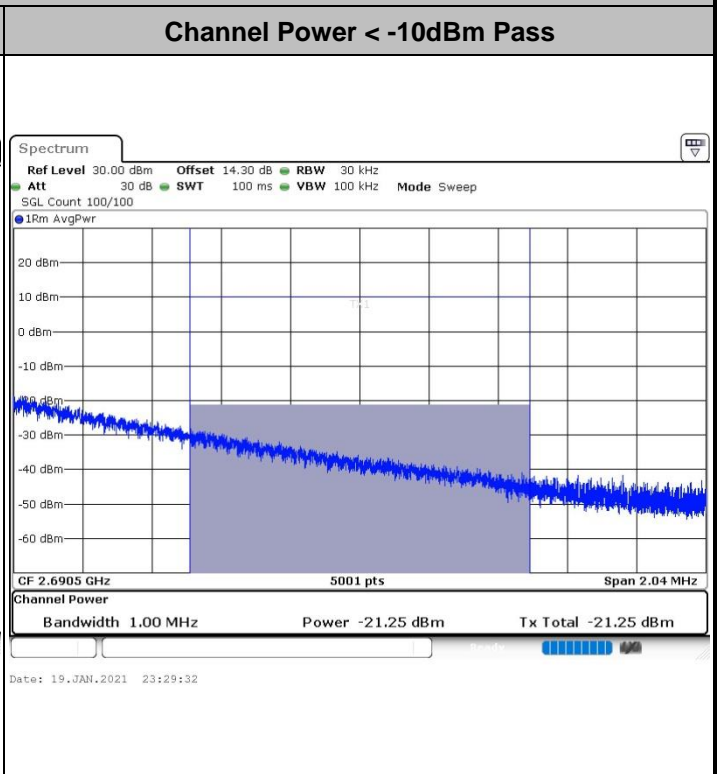 Channel Power < -10dBm Pass
Spectrum
Ref Level 30.00 dBm Offset 14.30 dB RBW 30 kHz
Att 30 dB SWT 100 ms VBW 100 kHz Mode Sweep
SGL Count 100/100
1Rm AvgPwr
20 dBm
10 dBm
TX1
0 dBm
-10 dBm
-20 dBm
-30 dBm
-40 dBm
-50 dBm
-60 dBm
CF 2.6905 GHz 5001 pts Span 2.04 MHz
Channel Power
Bandwidth 1.00 MHz Power -21.25 dBm Tx Total -21.25 dBm
Ready
Date: 19.JAN.2021 23:29:32